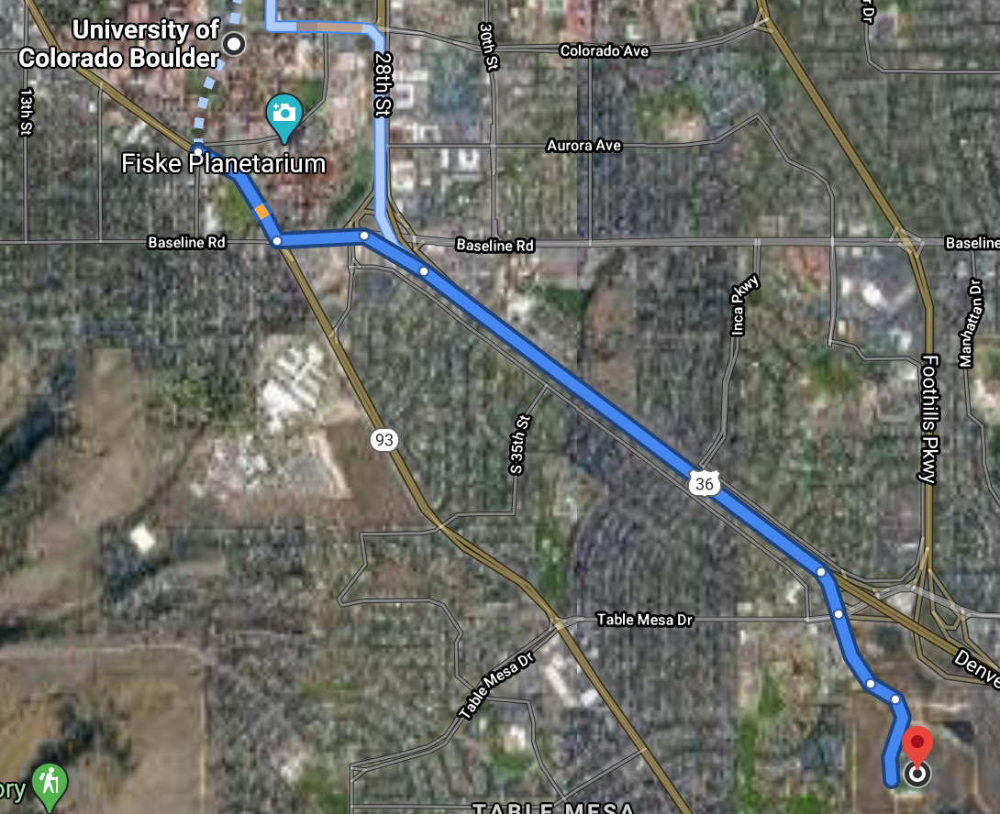 University of
Colorado Boulder
30th St
r Dr
Colorado Ave
28th St
13th St
Aurora Ave
Fiske Planetarium
Baseline Rd
Baseline Rd
Baseline
Inca Pkwy
Manhattan Dr
Foothills Pkwy
93
S 35th St
36
Table Mesa Dr
Table Mesa Dr
Denve
ory
TABLE MESA